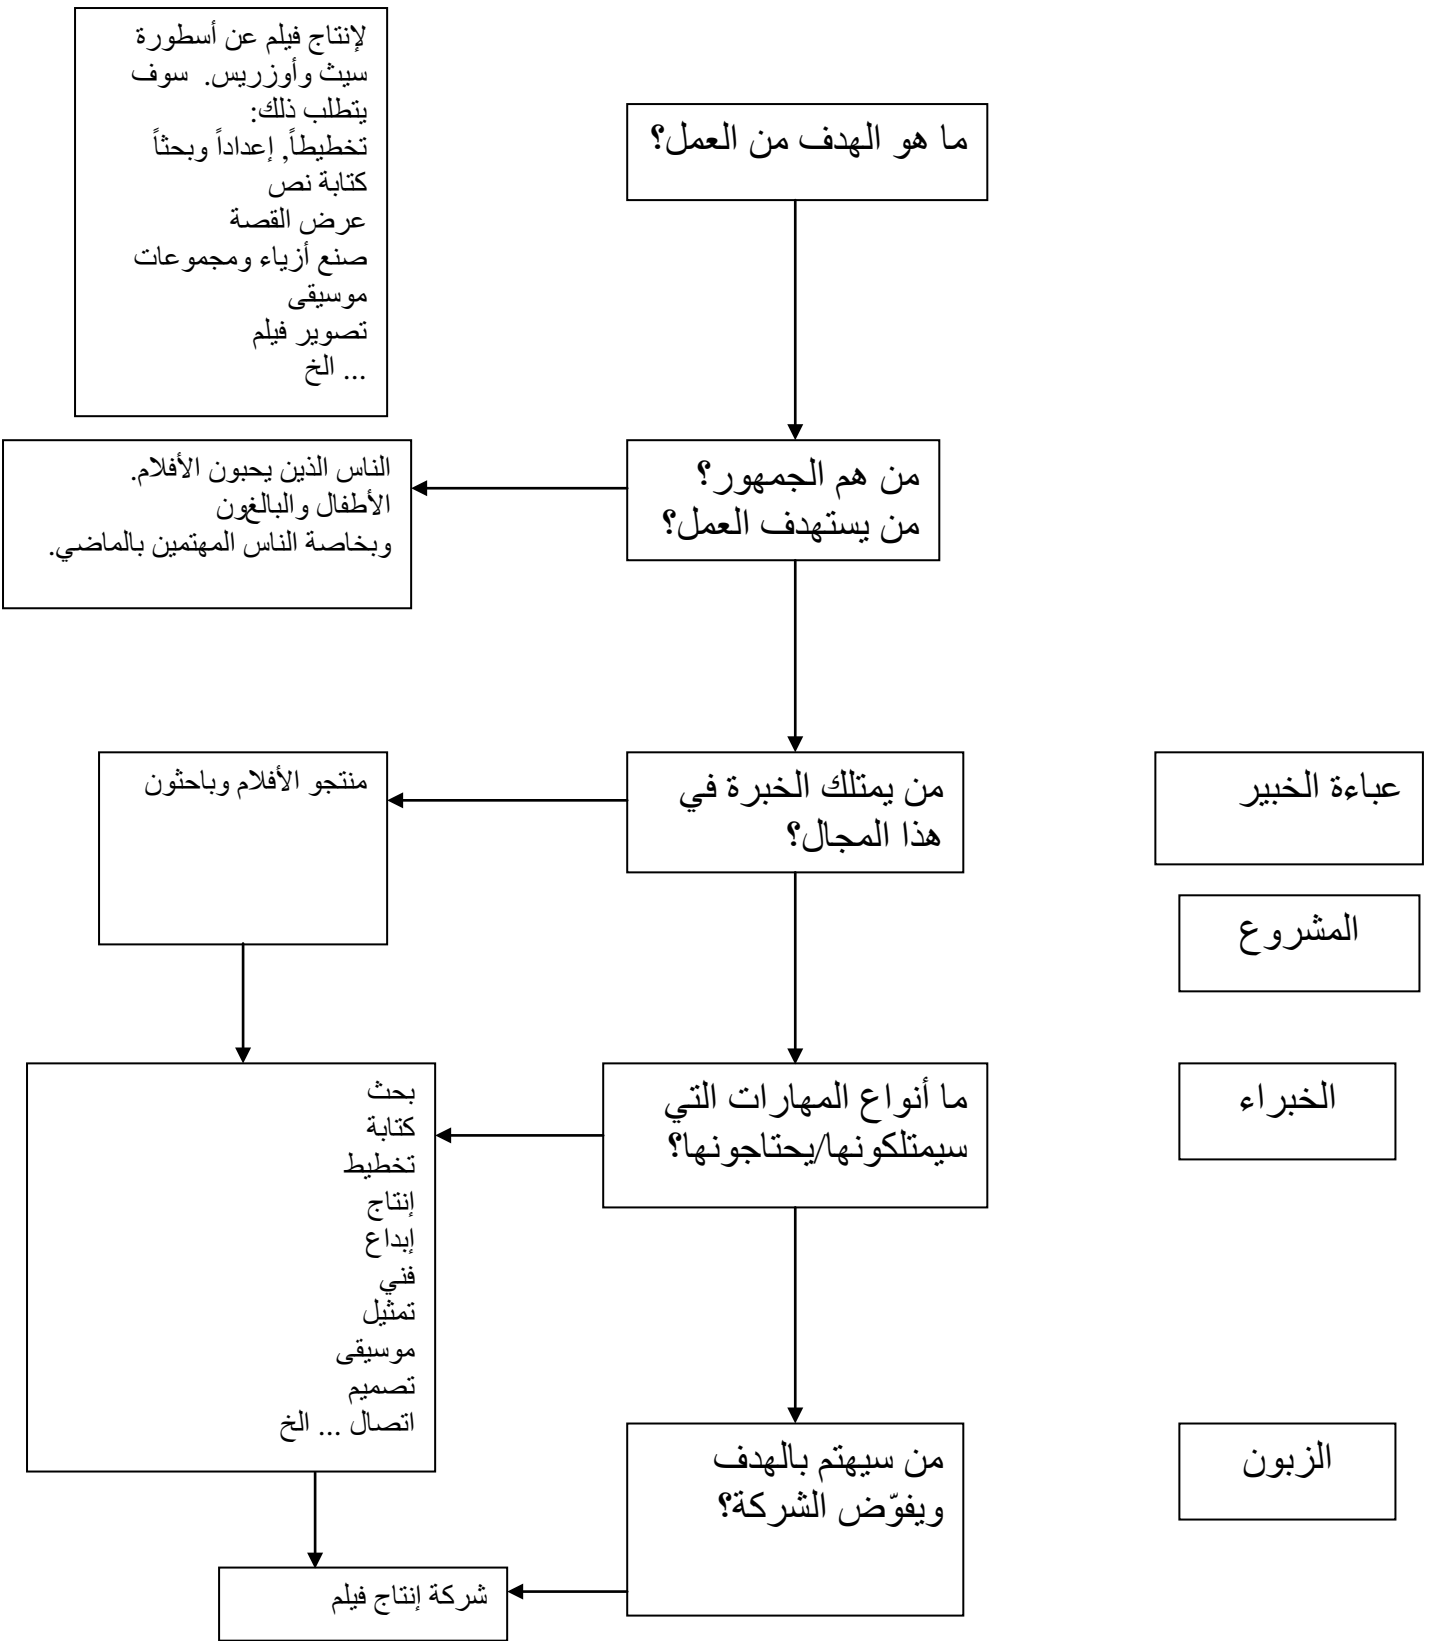 لإنتاج فيلم عن أسطورة
سيث وأوزريس. سوف
يتطلب ذلك:
تخطيطاً, إعداداً وبحثاً
كتابة نص
عرض القصة
صنع أزياء ومجموعات
موسيقى
تصوير فيلم
... الخ
ما هو الهدف من العمل؟
من هم الجمهور؟
من يستهدف العمل؟
الناس الذين يحبون الأفلام.
الأطفال والبالغون
وبخاصة الناس المهتمين بالماضي.
عباءة الخبير
من يمتلك الخبرة في
هذا المجال؟
منتجو الأفلام وباحثون
المشروع
الخبراء
ما أنواع المهارات التي
سيمتلكونها/يحتاجونها؟
بحث
كتابة
تخطيط
إنتاج
إبداع
فني
تمثيل
موسيقى
تصميم
اتصال ... الخ
الزبون
من سيهتم بالهدف
ويفوّض الشركة؟
شركة إنتاج فيلم